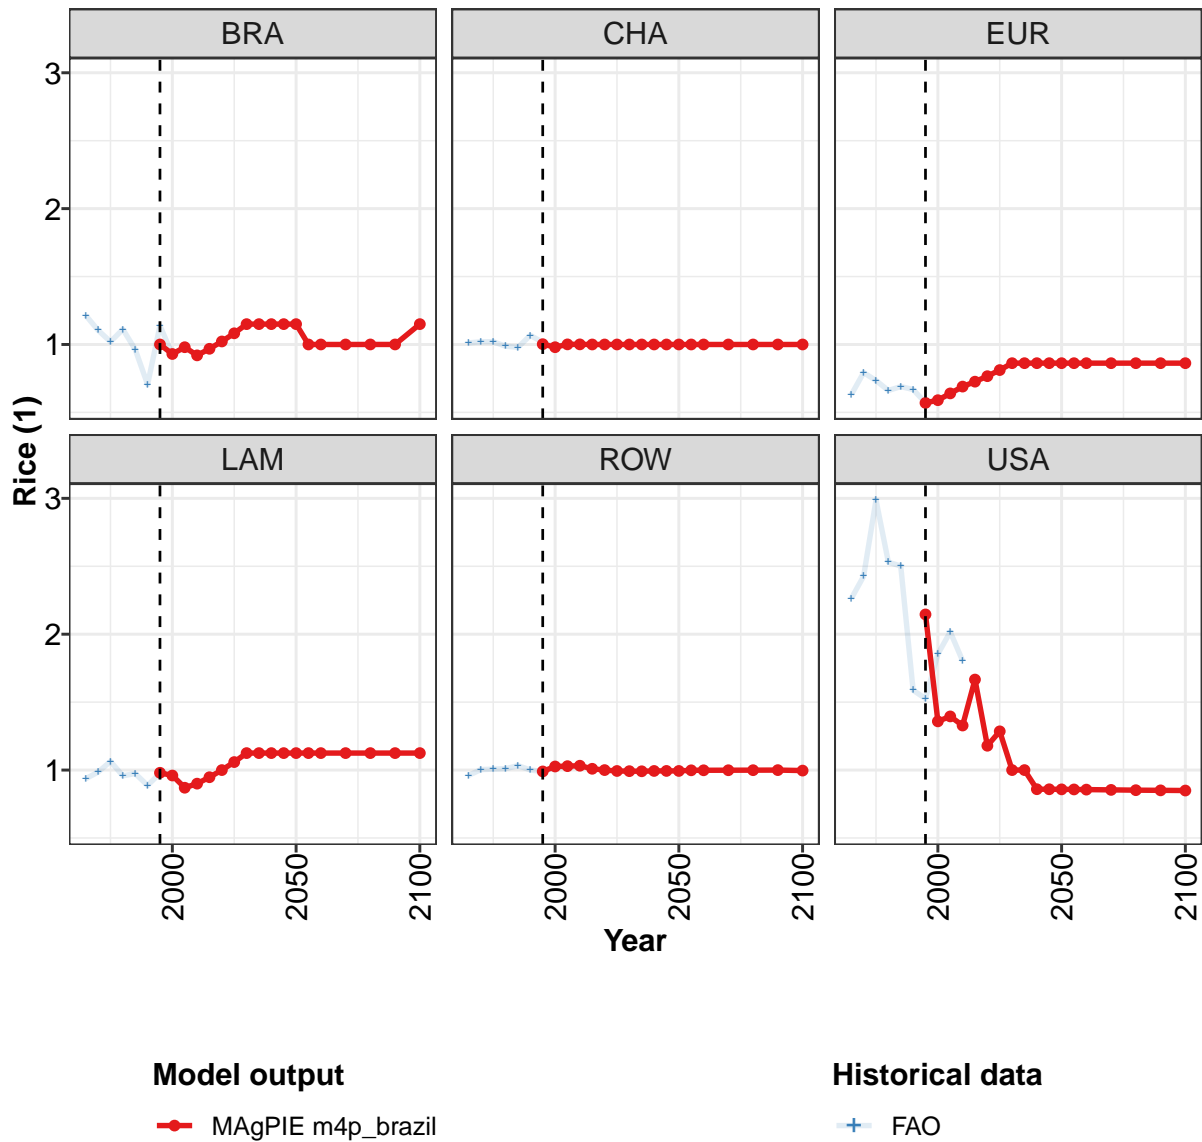 BRA
CHA
EUR
3
2
1
LAM
ROW
USA
3
2
1
Rice (1)
2000
2050
2100
2000
2050
2100
2000
2050
2100
Year
Model output
Historical data
MAgPIE m4p_brazil
FAO